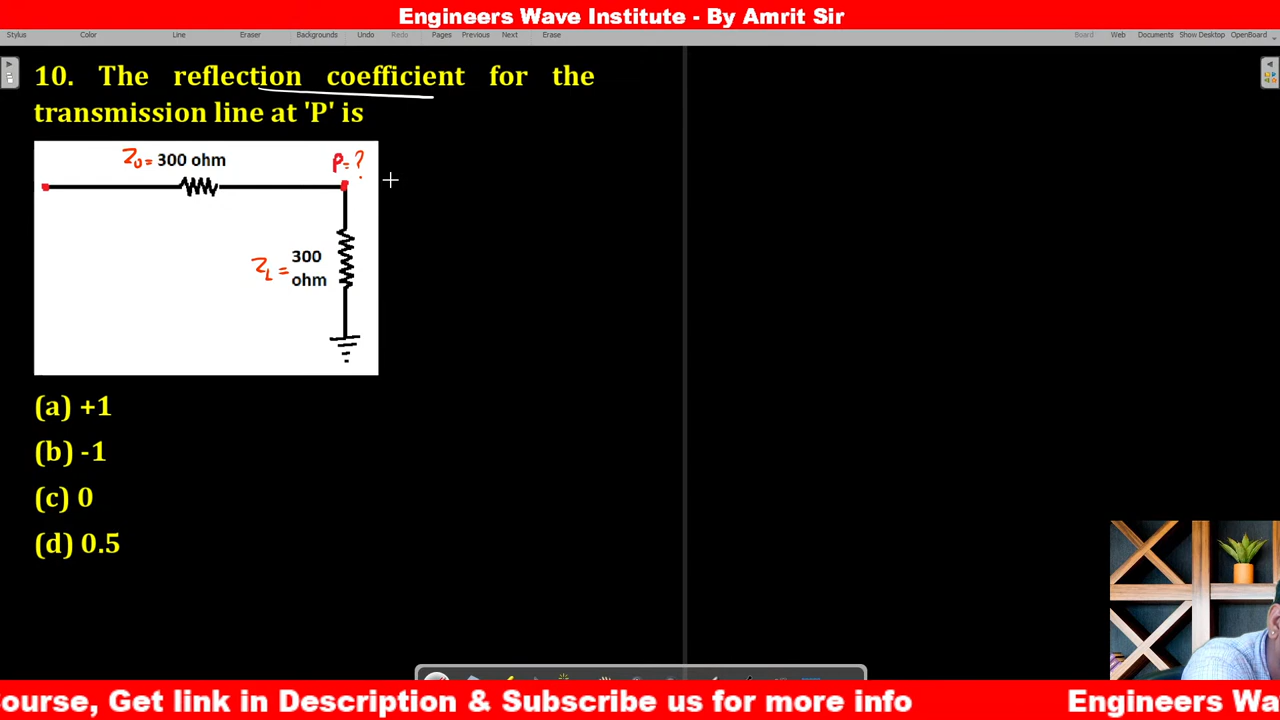 Engineers Wave Institute - By Amrit Sir
Stylus Color Line Eraser Backgrounds Undo Redo Pages Previous Next Erase Board Web Documents Show Desktop OpenBoard
10. The reflection coefficient for the
transmission line at 'P' is
Z0= 300 ohm P=?
ZL= 300
ohm
(a) +1
(b) -1
(c) 0
(d) 0.5
ourse, Get link in Description & Subscribe us for more info Engineers Wa